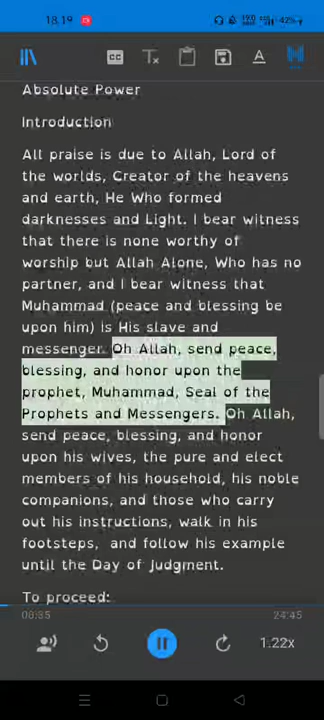 18.19
42%
CC
Absolute Power
Introduction
All praise is due to Allah, Lord of
the worlds, Creator of the heavens
and earth, He Who formed
darknesses and Light. I bear witness
that there is none worthy of
worship but Allah Alone, Who has no
partner, and I bear witness that
Muhammad (peace and blessing be
upon him) is His slave and
messenger. Oh Allah, send peace,
blessing, and honor upon the
prophet, Muhammad, Seal of the
Prophets and Messengers. Oh Allah,
send peace, blessing, and honor
upon his wives, the pure and elect
members of his household, his noble
companions, and those who carry
out his instructions, walk in his
footsteps, and follow his example
until the Day of Judgment.
To proceed:
00:35
24:45
1.22x